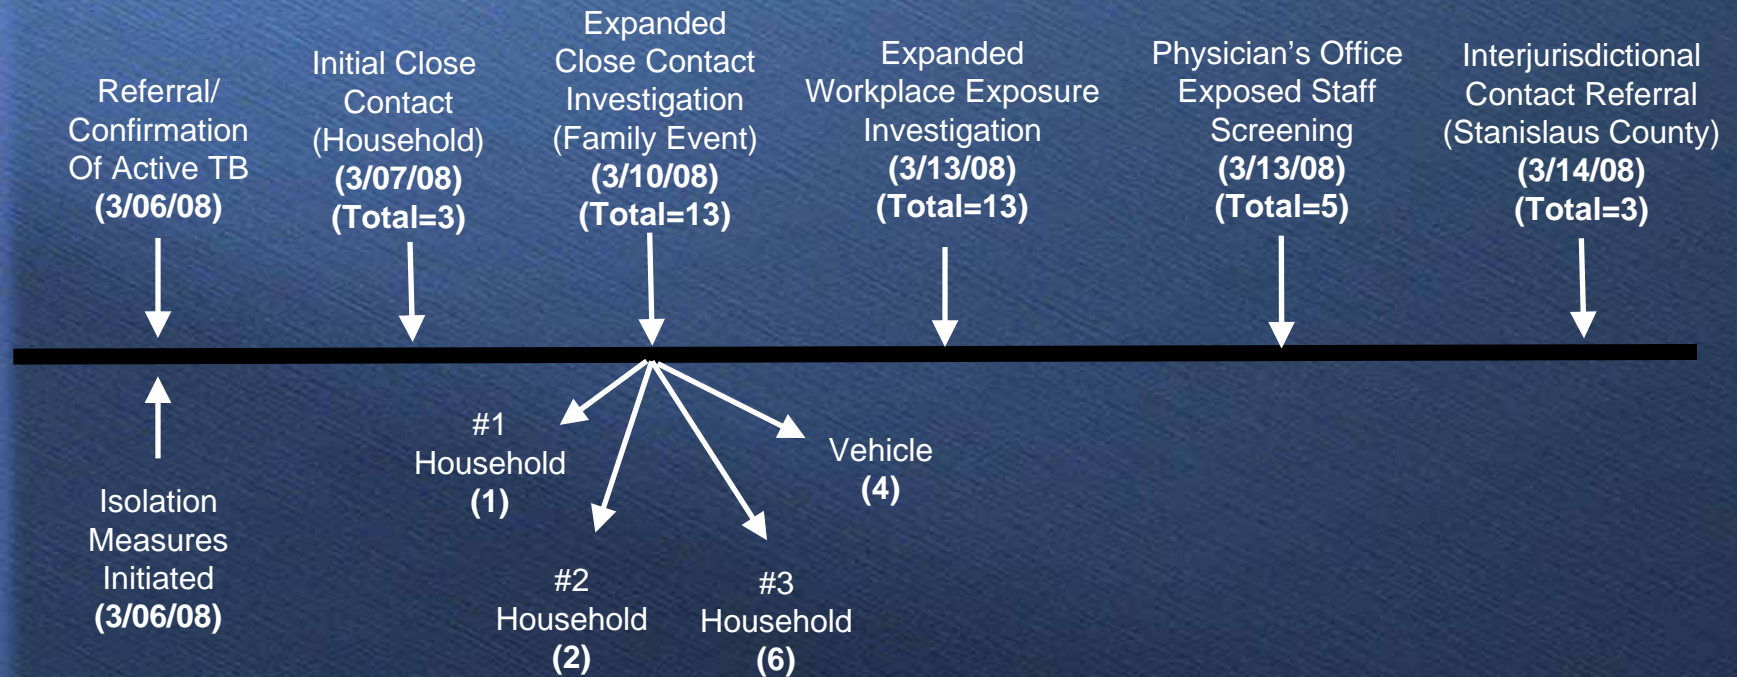 Referral/
Confirmation
Of Active TB
(3/06/08)
Initial Close
Contact
(Household)
(3/07/08)
(Total=3)
Expanded
Close Contact
Investigation
(Family Event)
(3/10/08)
(Total=13)
Expanded
Workplace Exposure
Investigation
(3/13/08)
(Total=13)
Physician’s Office
Exposed Staff
Screening
(3/13/08)
(Total=5)
Interjurisdictional
Contact Referral
(Stanislaus County)
(3/14/08)
(Total=3)
Isolation
Measures
Initiated
(3/06/08)
#1
Household
(1)
#2
Household
(2)
#3
Household
(6)
Vehicle
(4)